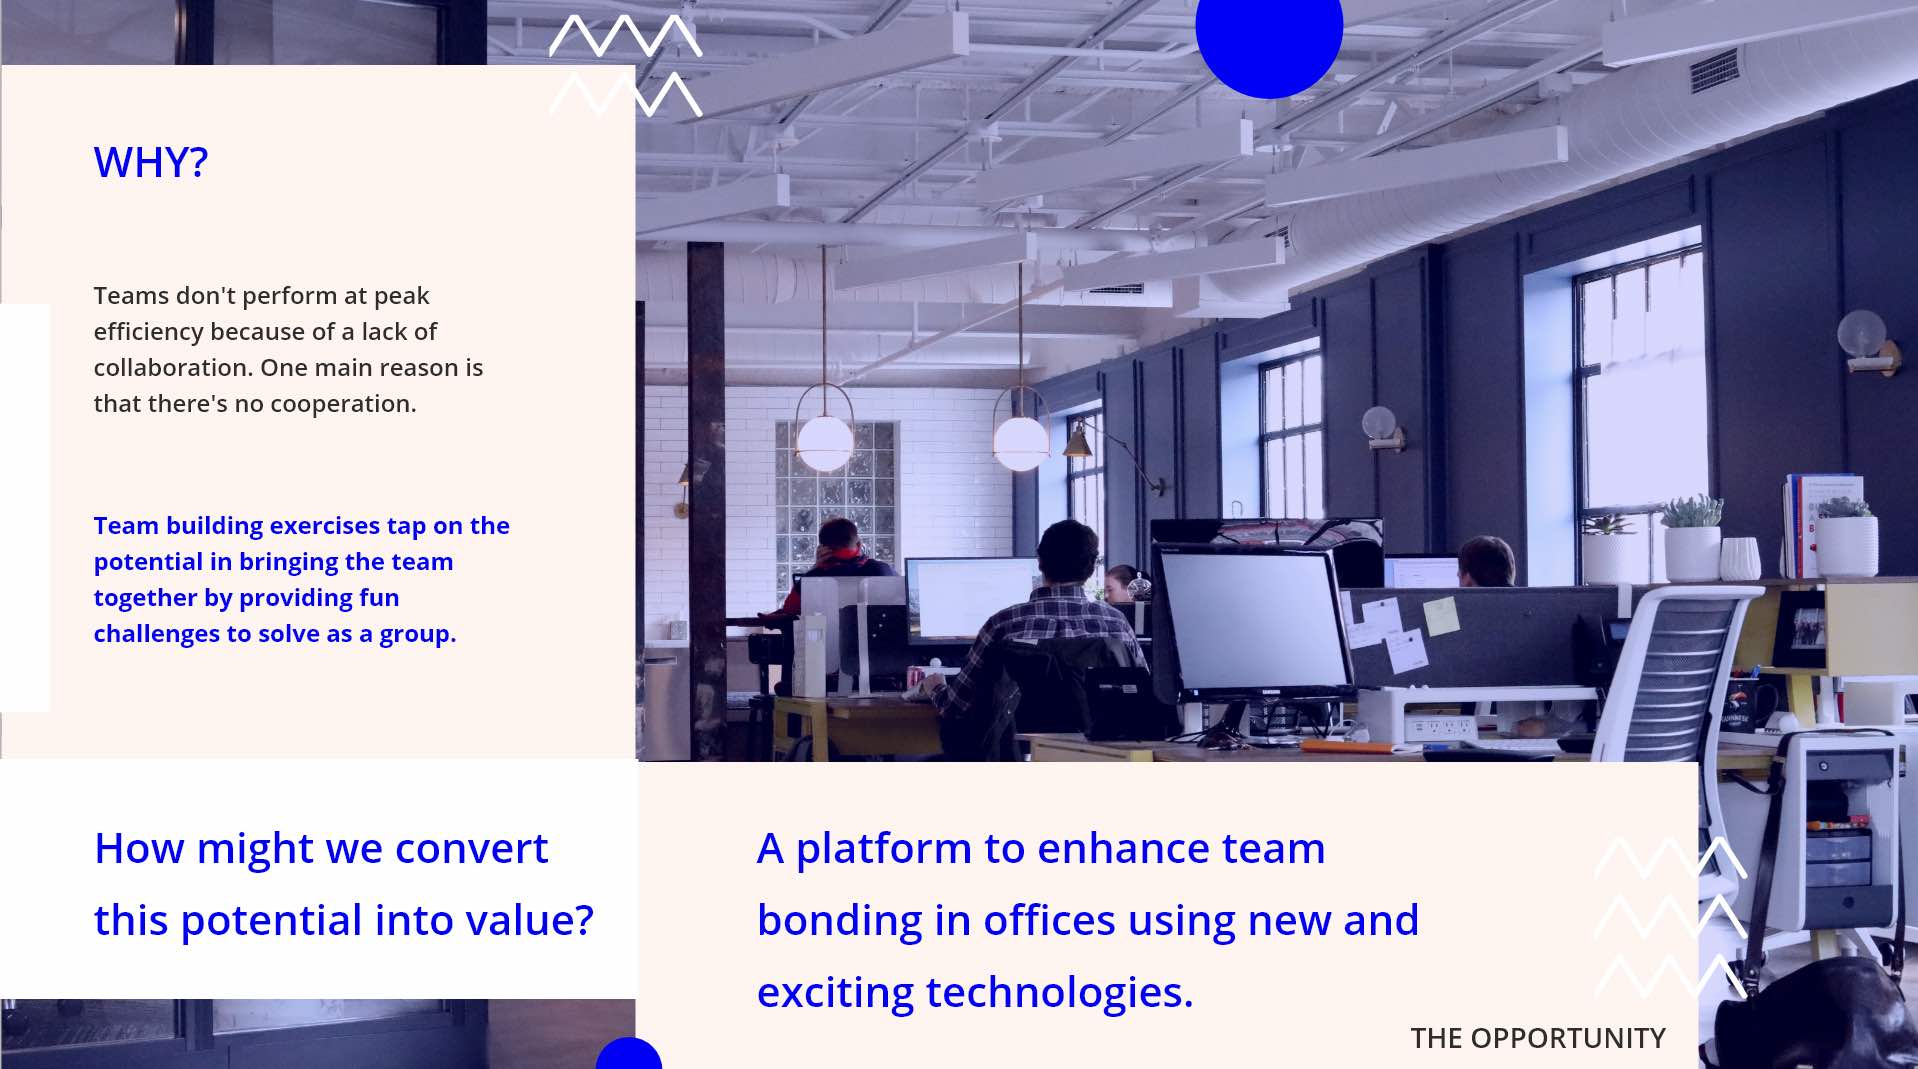 WHY?
Teams don't perform at peak
efficiency because of a lack of
collaboration. One main reason is
that there's no cooperation.
Team building exercises tap on the
potential in bringing the team
together by providing fun
challenges to solve as a group.
How might we convert
this potential into value?
A platform to enhance team
bonding in offices using new and
exciting technologies.
THE OPPORTUNITY
GUINNESS